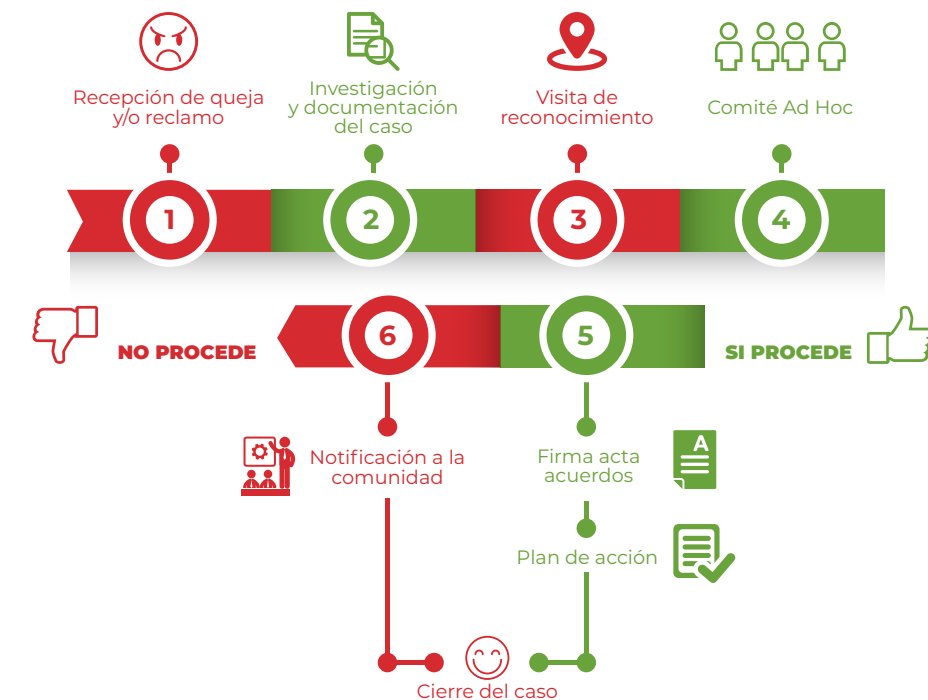 Recepción de queja
y/o reclamo
Investigación
y documentación
del caso
Visita de
reconocimiento
Comité Ad Hoc
1
2
3
4
NO PROCEDE
6
5
SI PROCEDE
Notificación a la
comunidad
Firma acta
acuerdos
A
Plan de acción
Cierre del caso